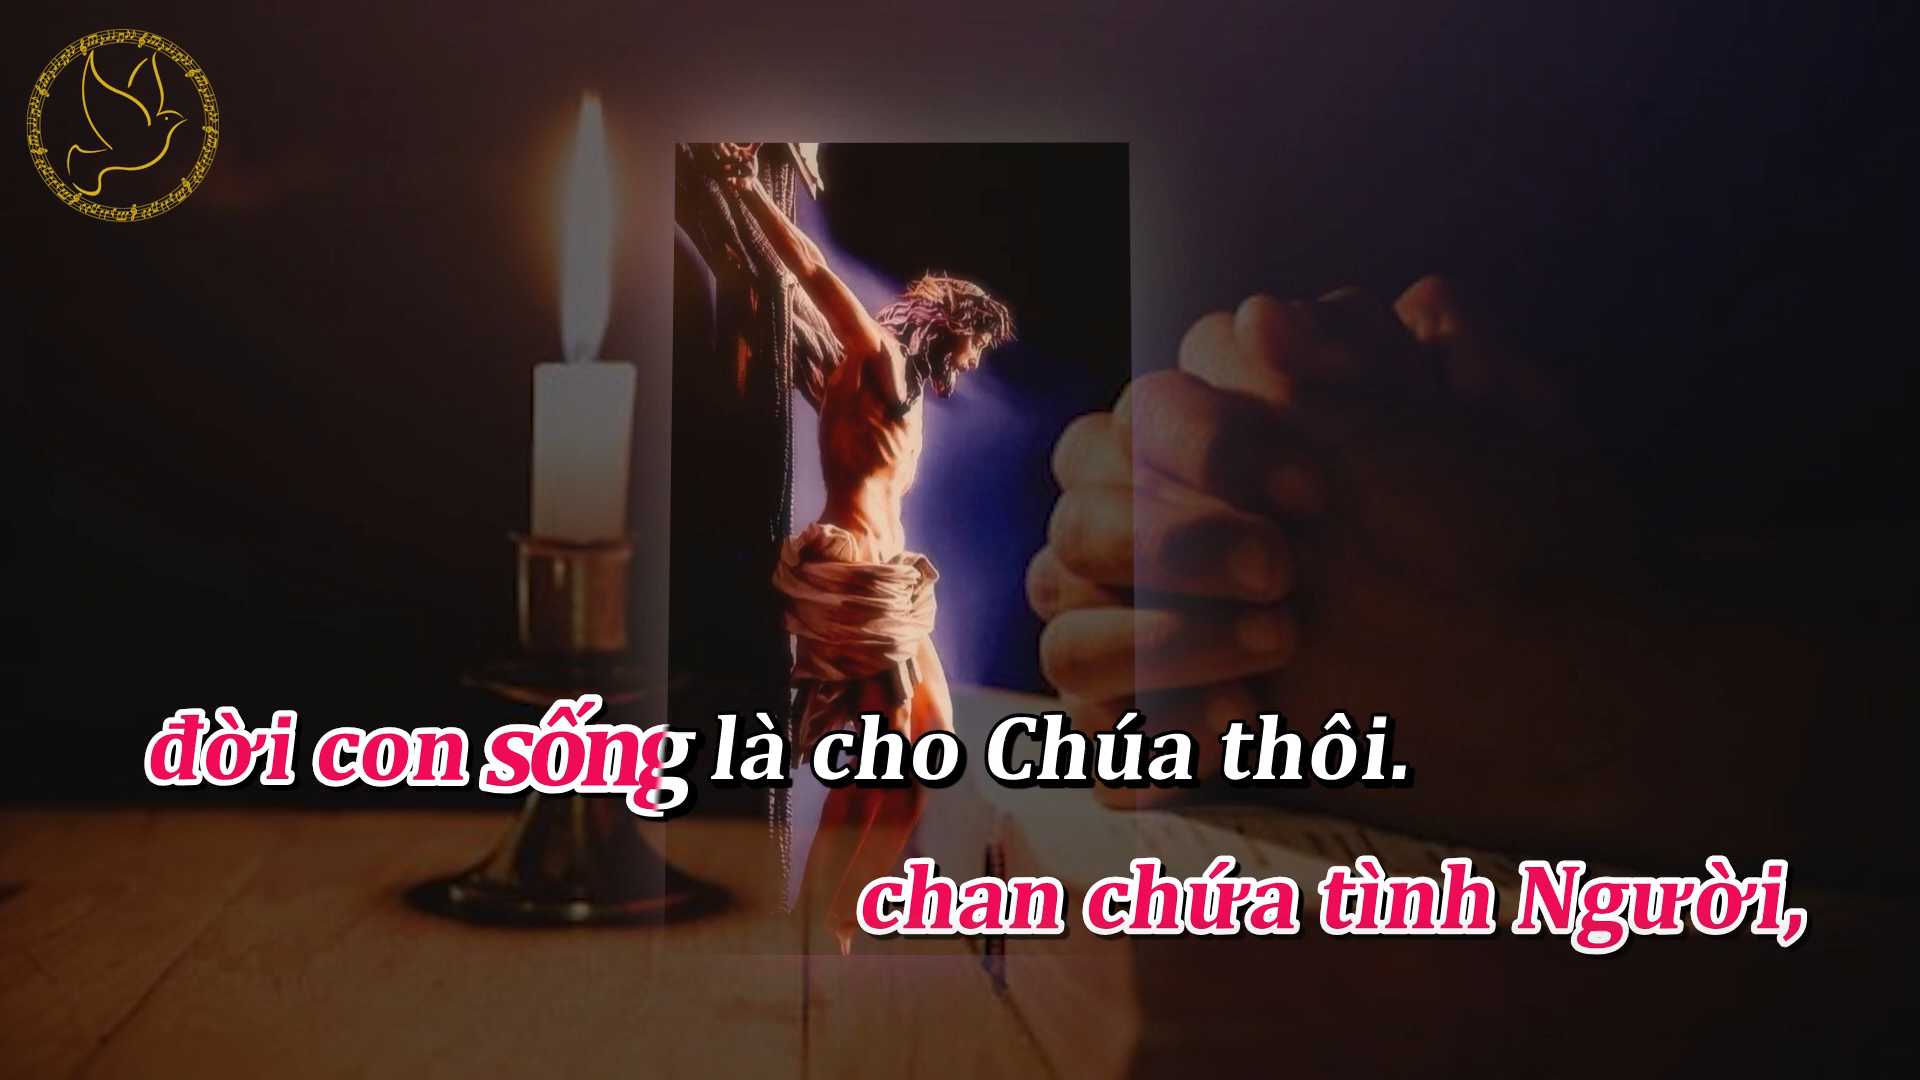 đời con sống là cho Chúa thôi.
chan chứa tình Người,